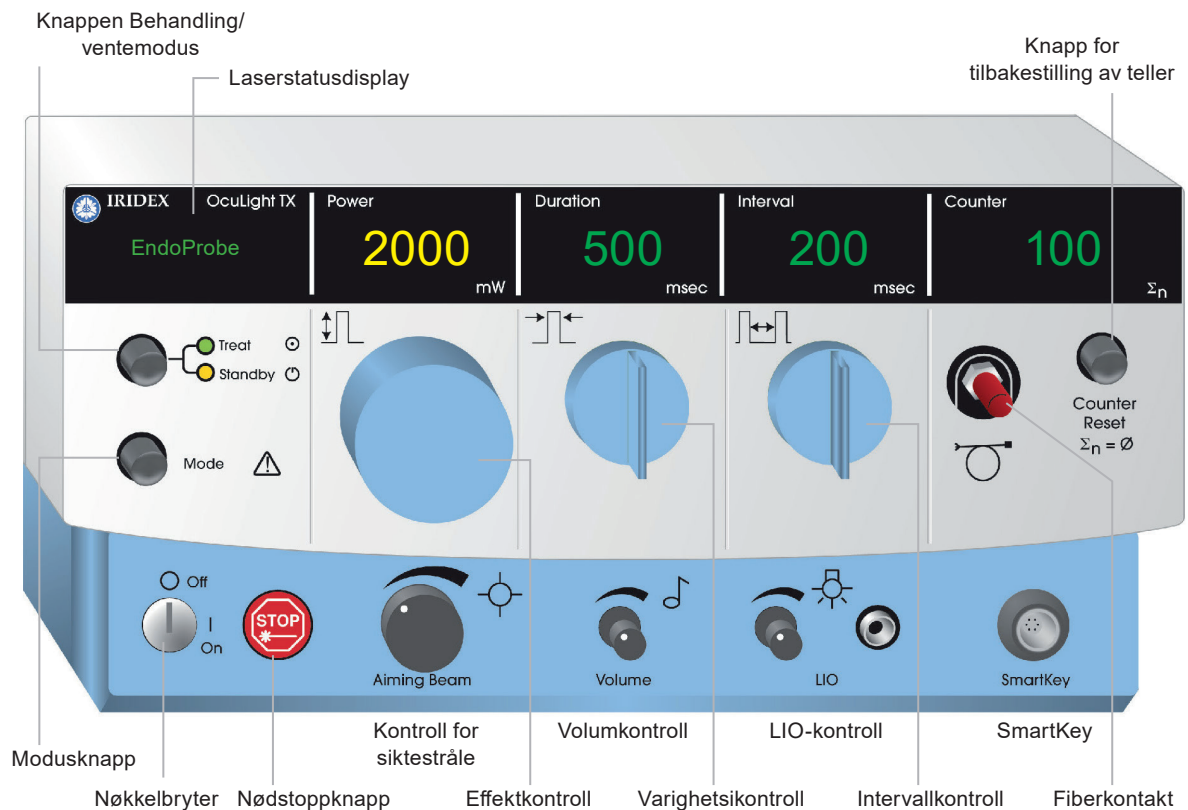 Knappen Behandling/
ventemodus
Laserstatusdisplay
Knapp for
tilbakestilling av teller
IRIDEX OcuLight TX
EndoProbe
Power
2000
mW
Duration
500
msec
Interval
200
msec
Counter
100
Σn
Treat
Standby
Mode
Counter
Reset
Σn = Ø
Off
I
On
STOP
Aiming Beam
Volume
LIO
SmartKey
Kontroll for
siktestråle
Volumkontroll
LIO-kontroll
SmartKey
Modusknapp
Nøkkelbryter
Nødstoppknapp
Effektkontroll
Varighetsikontroll
Intervallkontroll
Fiberkontakt